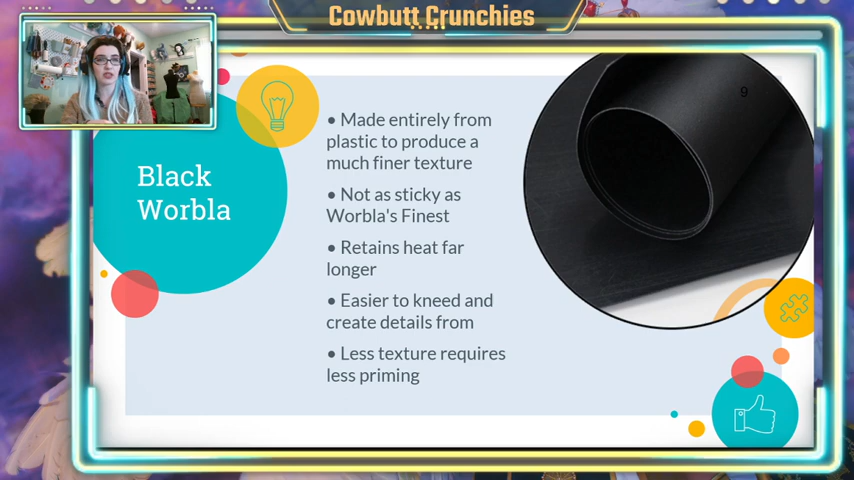 Cowbutt Crunchies
Black
Worbla
• Made entirely from
plastic to produce a
much finer texture
• Not as sticky as
Worbla's Finest
• Retains heat far
longer
• Easier to kneed and
create details from
• Less texture requires
less priming
9